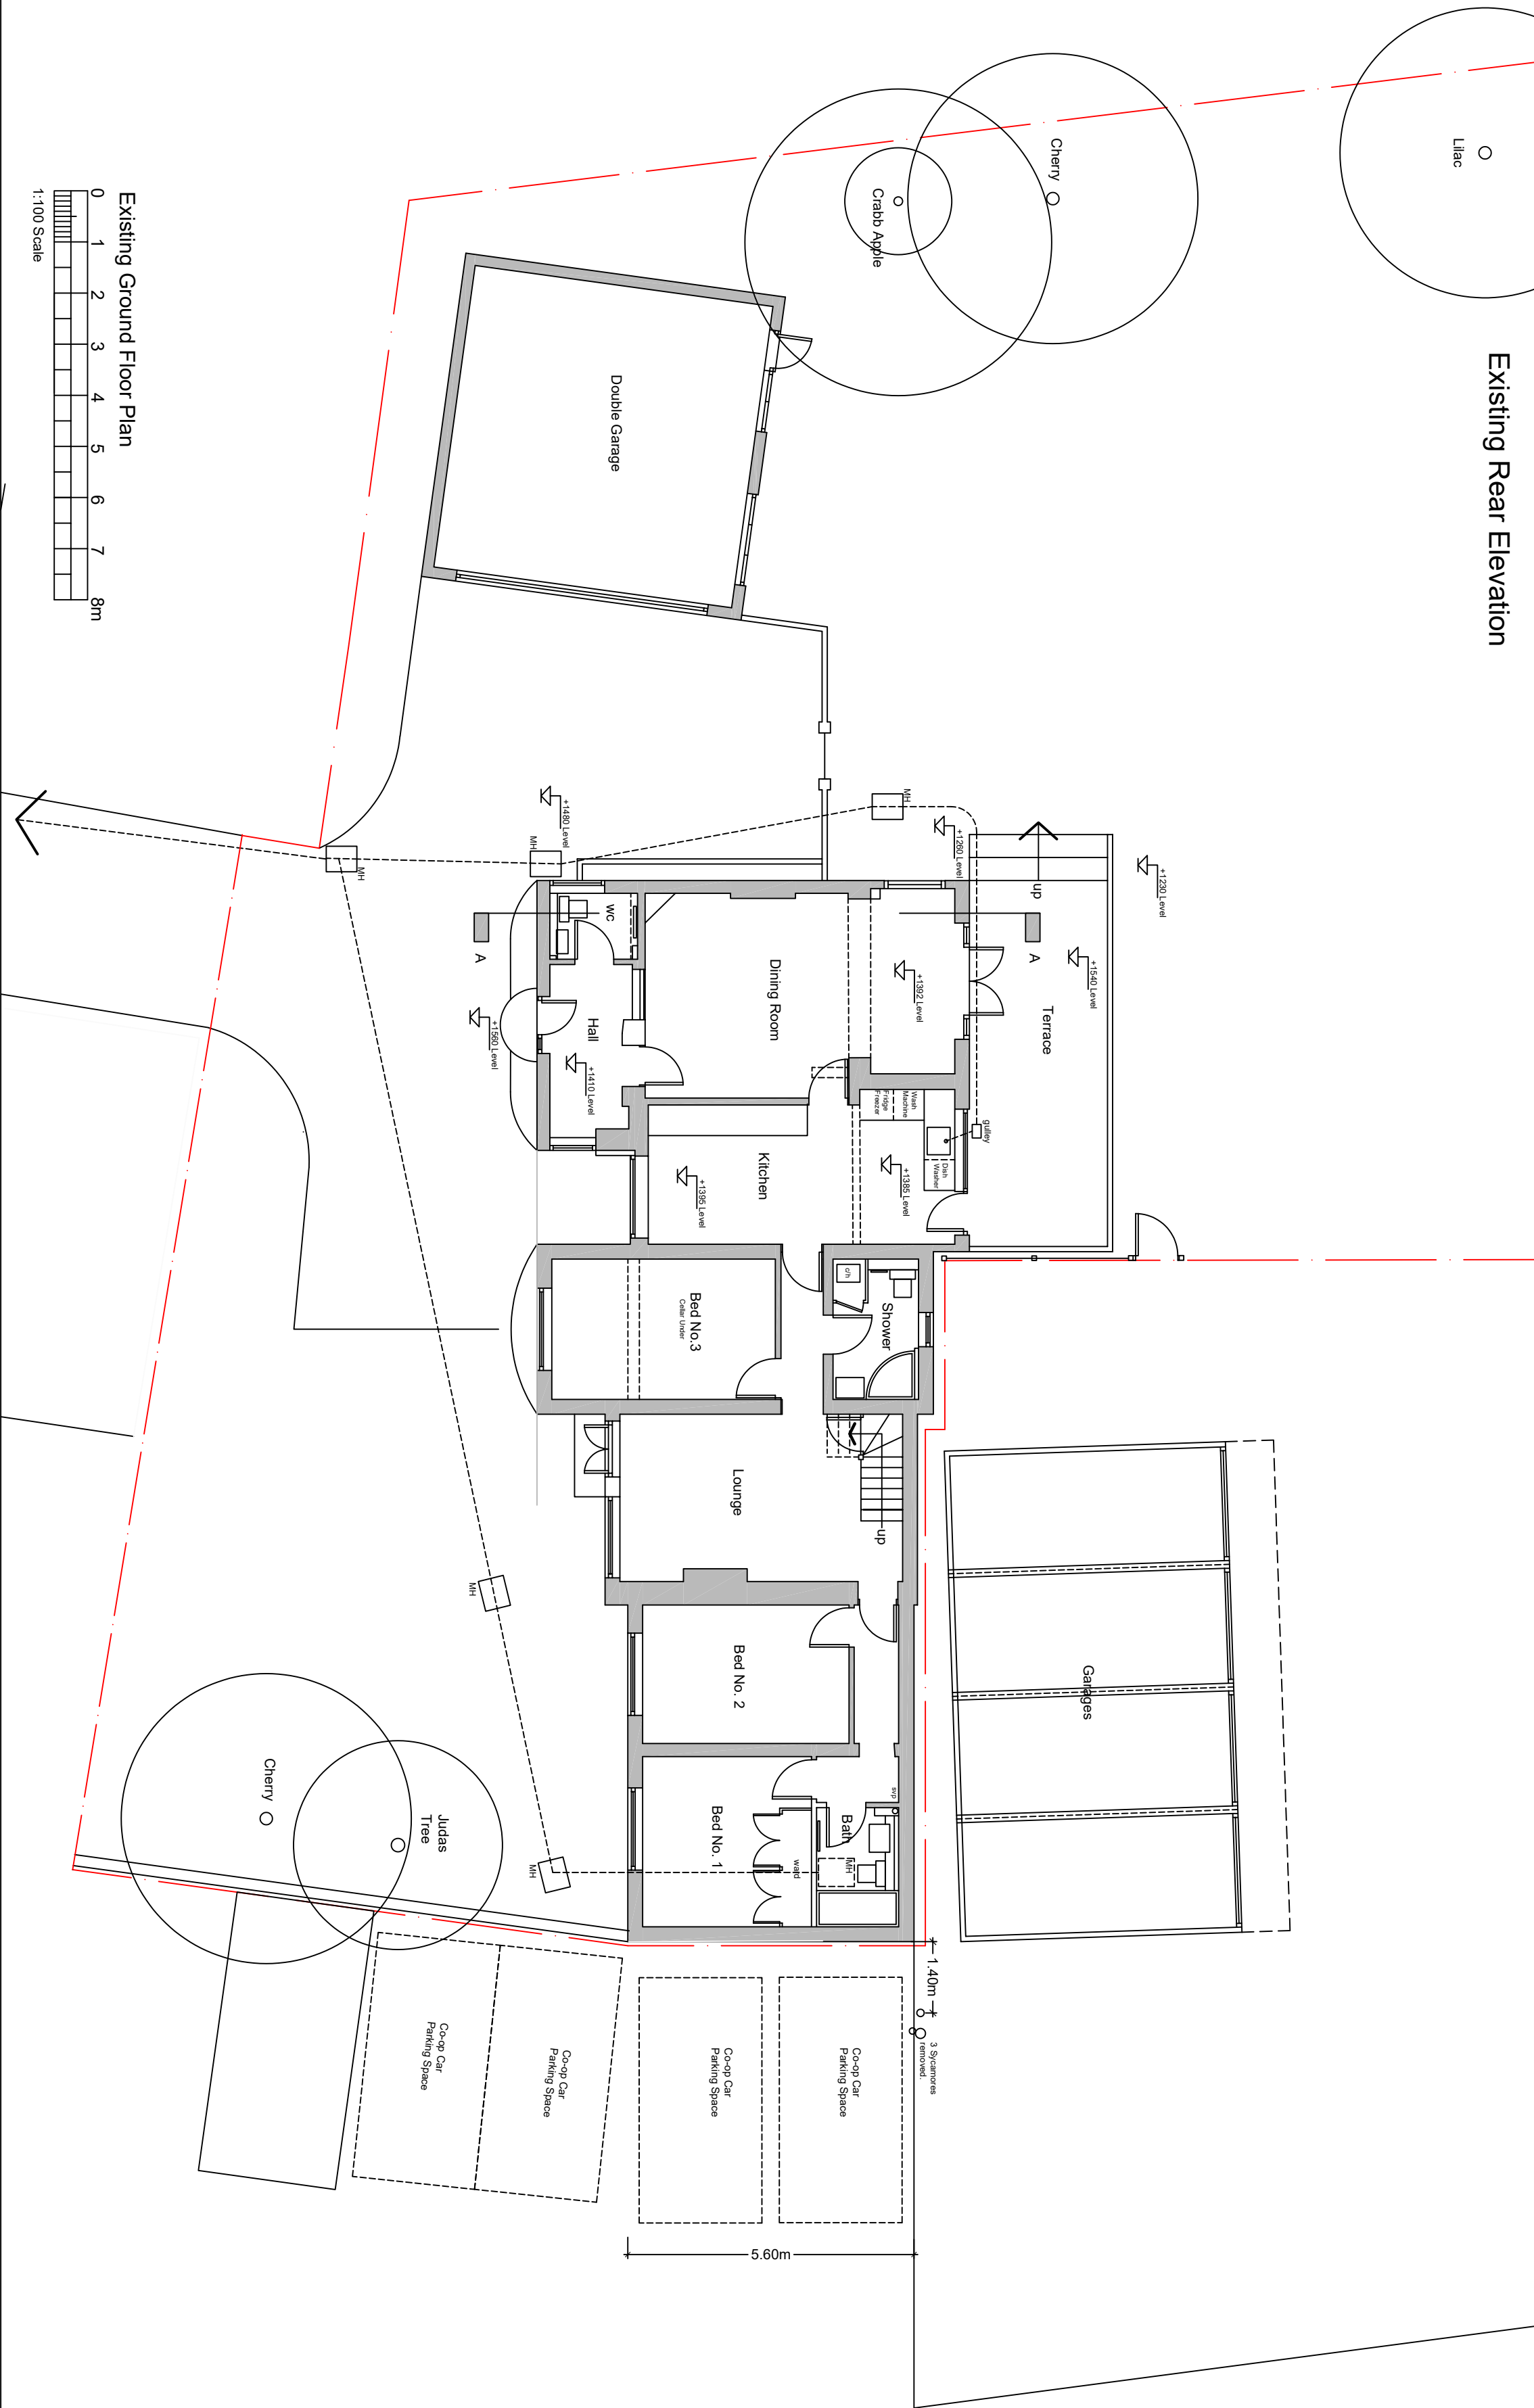 Existing Rear Elevation
Lilac
Cherry
Crabb Apple
Double Garage
+1230 Level
+1260 Level
+1540 Level
+1480 Level
+1392 Level
+1560 Level
+1410 Level
+1385 Level
+1395 Level
MH
MH
MH
up
A
A
wc
Terrace
Dining Room
Hall
gulley
Wash
Machine
Fridge
Freezer
Dish
Washer
Kitchen
c/h
Shower
Bed No.3
Cellar Under
Lounge
up
MH
Garages
Bed No. 2
svp
Bath
MH
ward
Bed No. 1
MH
Judas
Tree
Cherry
1.40m
3 Sycamores
removed.
Co-op Car
Parking Space
Co-op Car
Parking Space
Co-op Car
Parking Space
Co-op Car
Parking Space
5.60m
Existing Ground Floor Plan
0 1 2 3 4 5 6 7 8m
1:100 Scale